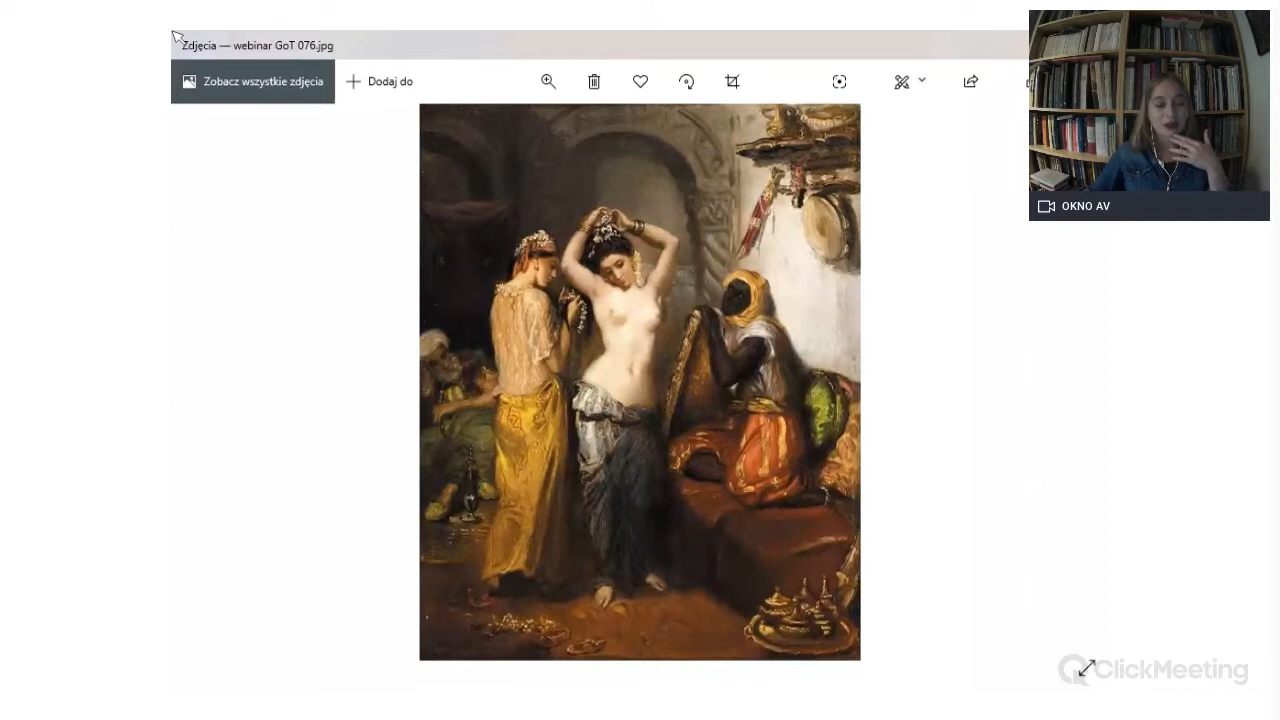 Zdjęcia — webinar GoT 076.jpg
Zobacz wszystkie zdjęcia
Dodaj do
OKNO AV
ClickMeeting